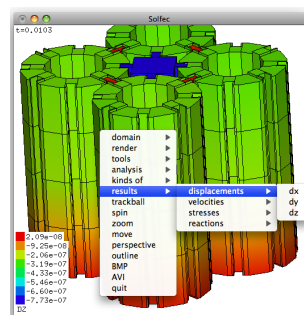 Solfec
t=0.0103
domain
render
tools
analysis
kinds of
results
trackball
spin
zoom
move
perspective
outline
BMP
AVI
quit
displacements
velocities
stresses
reactions
dx
dy
dz
2.09e-08
-9.25e-08
-2.06e-07
-3.19e-07
-4.33e-07
-5.46e-07
-6.60e-07
-7.73e-07
DZ